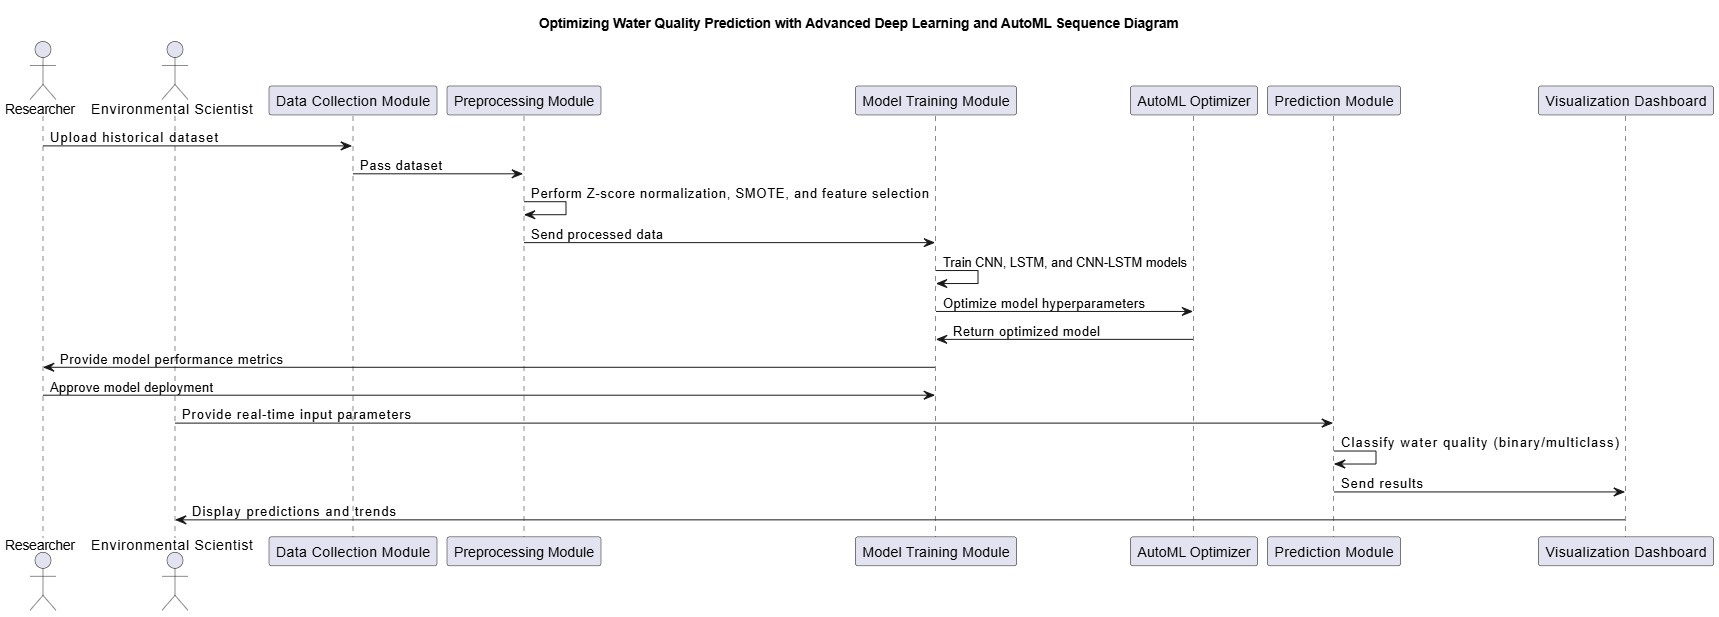 Optimizing Water Quality Prediction with Advanced Deep Learning and AutoML Sequence Diagram
Researcher
Environmental Scientist
Data Collection Module
Preprocessing Module
Model Training Module
AutoML Optimizer
Prediction Module
Visualization Dashboard
Upload historical dataset
Pass dataset
Perform Z-score normalization, SMOTE, and feature selection
Send processed data
Train CNN, LSTM, and CNN-LSTM models
Optimize model hyperparameters
Return optimized model
Provide model performance metrics
Approve model deployment
Provide real-time input parameters
Classify water quality (binary/multiclass)
Send results
Display predictions and trends
Researcher
Environmental Scientist
Data Collection Module
Preprocessing Module
Model Training Module
AutoML Optimizer
Prediction Module
Visualization Dashboard